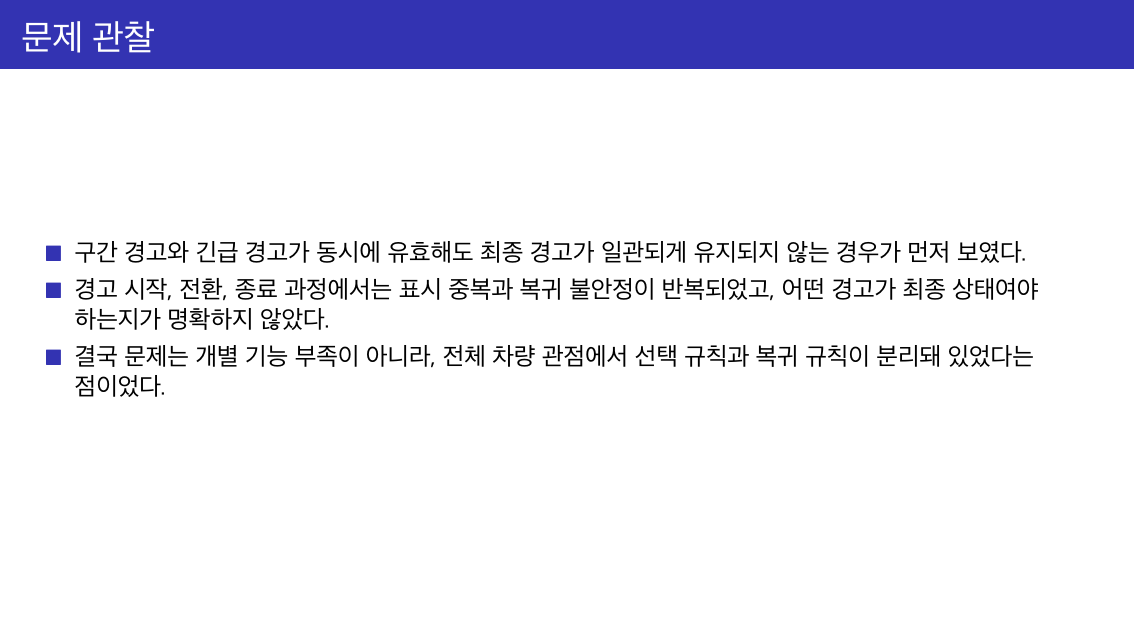 문제 관찰
구간 경고와 긴급 경고가 동시에 유효해도 최종 경고가 일관되게 유지되지 않는 경우가 먼저 보였다.
경고 시작, 전환, 종료 과정에서는 표시 중복과 복귀 불안정이 반복되었고, 어떤 경고가 최종 상태여야
하는지가 명확하지 않았다.
결국 문제는 개별 기능 부족이 아니라, 전체 차량 관점에서 선택 규칙과 복귀 규칙이 분리돼 있었다는
점이었다.